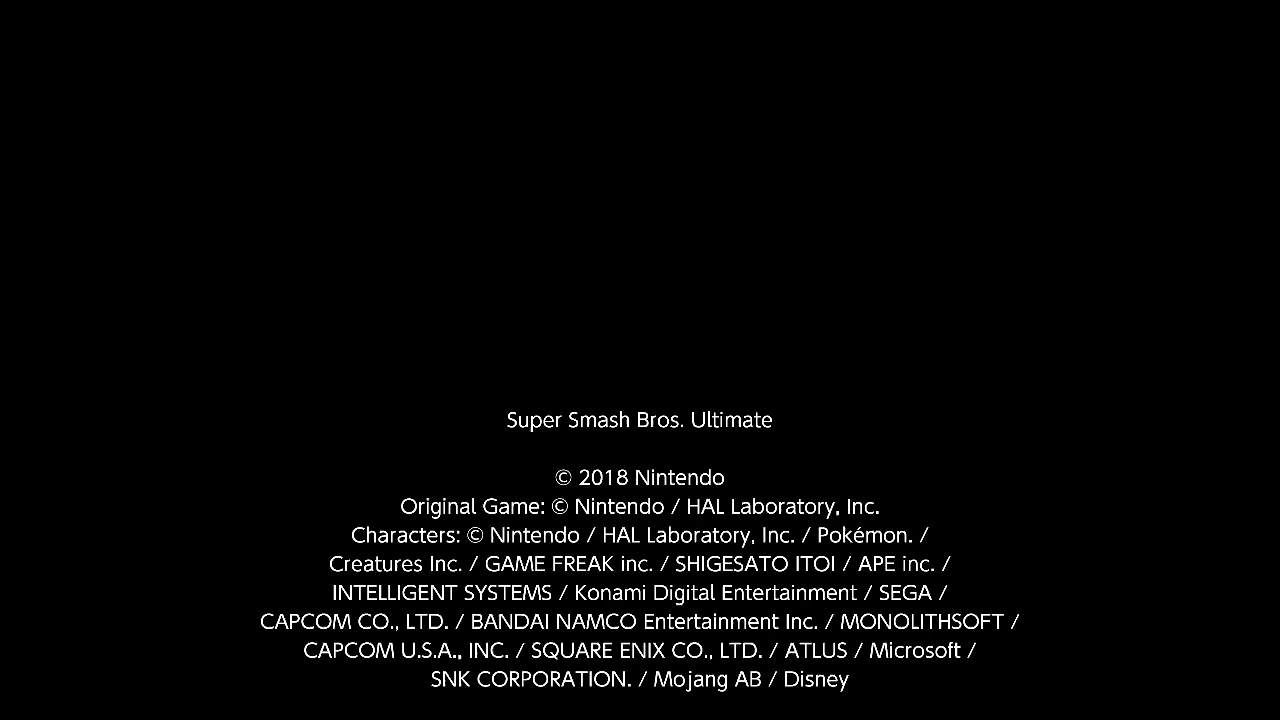 Super Smash Bros. Ultimate
© 2018 Nintendo
Original Game: © Nintendo / HAL Laboratory, Inc.
Characters: © Nintendo / HAL Laboratory, Inc. / Pokémon. /
Creatures Inc. / GAME FREAK inc. / SHIGESATO ITOI / APE inc. /
INTELLIGENT SYSTEMS / Konami Digital Entertainment / SEGA /
CAPCOM CO., LTD. / BANDAI NAMCO Entertainment Inc. / MONOLITHSOFT /
CAPCOM U.S.A., INC. / SQUARE ENIX CO., LTD. / ATLUS / Microsoft /
SNK CORPORATION. / Mojang AB / Disney